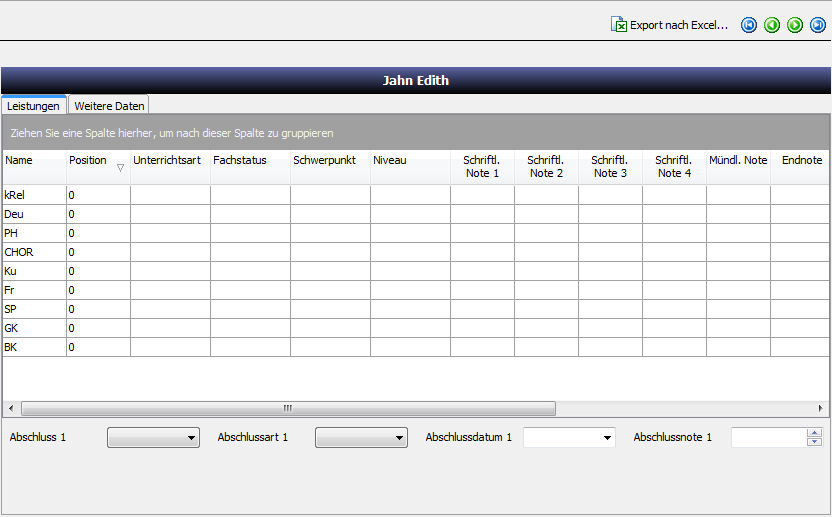 Export nach Excel...
Jahn Edith
Leistungen Weitere Daten
Ziehen Sie eine Spalte hierher, um nach dieser Spalte zu gruppieren
Name Position Unterrichtsart Fachstatus Schwerpunkt Niveau Schriftl. Note 1 Schriftl. Note 2 Schriftl. Note 3 Schriftl. Note 4 Mündl. Note Endnote
kRel 0
Deu 0
PH 0
CHOR 0
Ku 0
Fr 0
SP 0
GK 0
BK 0
Abschluss 1 Abschlussart 1 Abschlussdatum 1 Abschlussnote 1